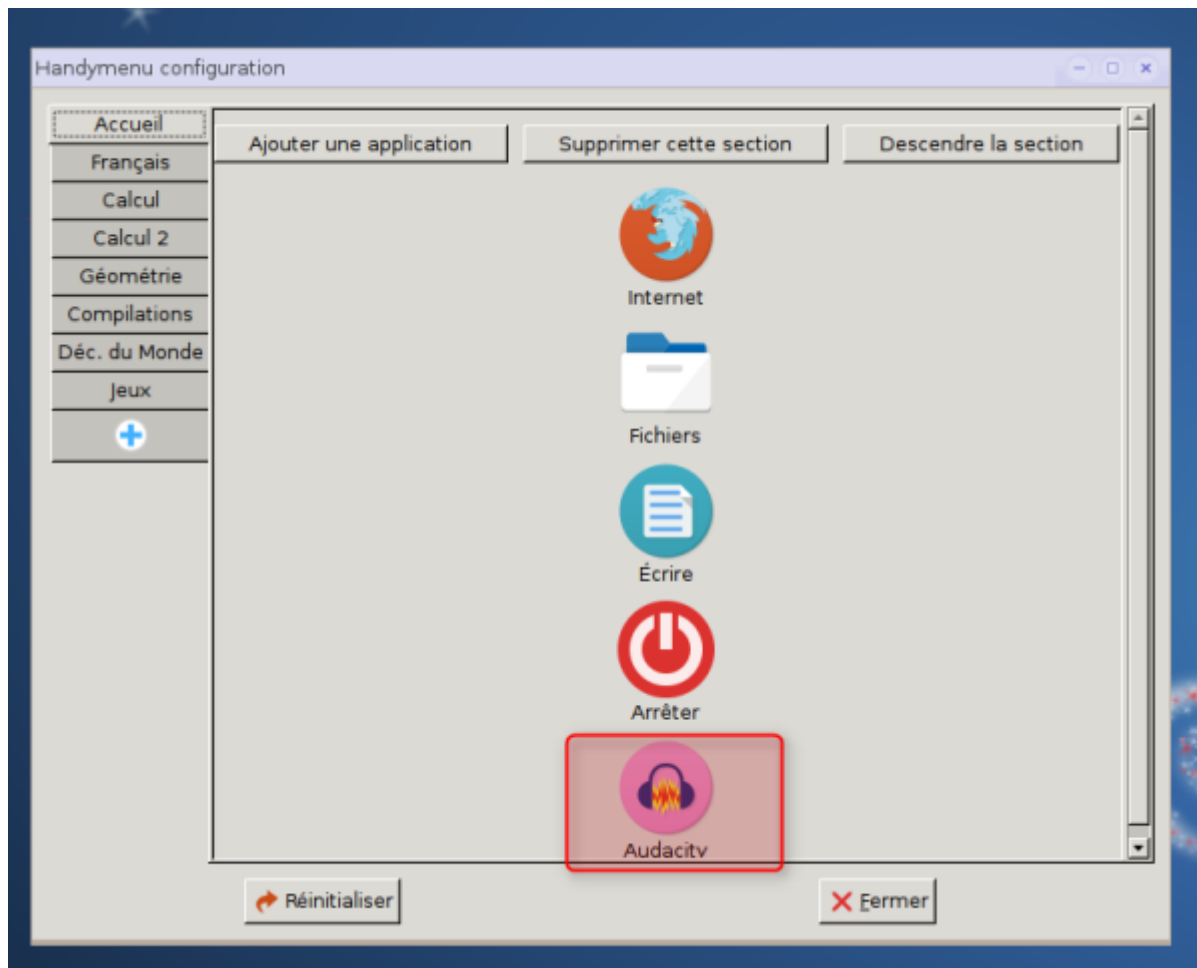 Handymenu configuration
Accueil
Français
Calcul
Calcul 2
Géométrie
Compilations
Déc. du Monde
Jeux
Ajouter une application
Supprimer cette section
Descendre la section
Internet
Fichiers
Écrire
Arrêter
Audacity
Réinitialiser
Fermer